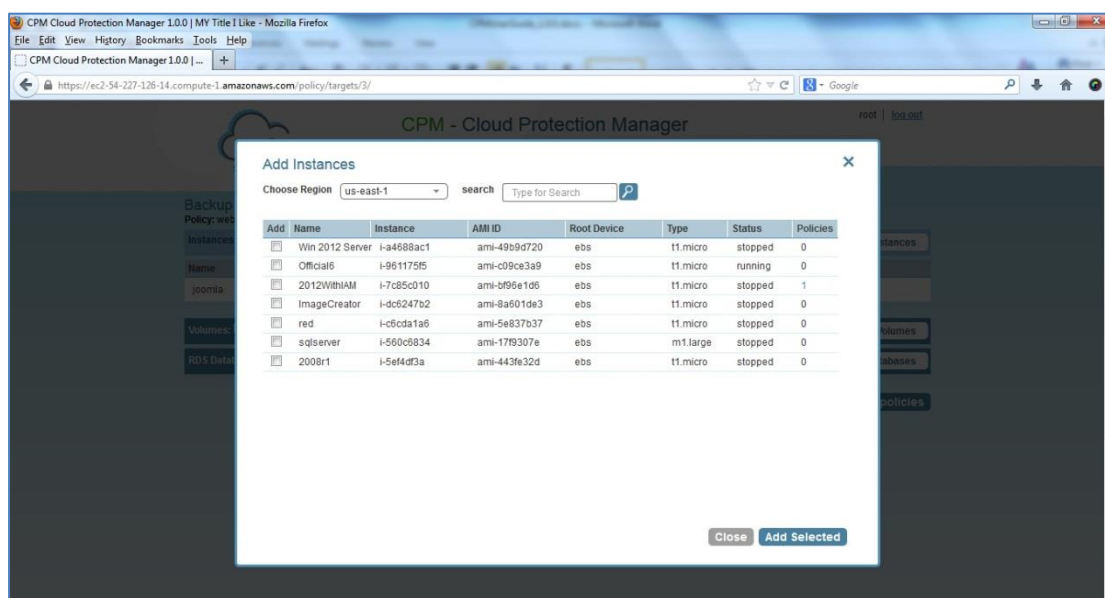 CPM Cloud Protection Manager 1.0.0 | MY Title I Like - Mozilla Firefox
File Edit View History Bookmarks Tools Help
CPM Cloud Protection Manager 1.0.0 | ... +
https://ec2-54-227-126-14.compute-1.amazonaws.com/policy/targets/3/ Google
CPM - Cloud Protection Manager root | log out
Add Instances
Choose Region us-east-1 search Type for Search
Backup
Policy: web
Instances
Name
joomla
Volumes:
RDS Datab
Add Name Instance AMI ID Root Device Type Status Policies
Win 2012 Server i-a4688ac1 ami-49b9d720 ebs t1.micro stopped 0
Official6 i-961175f5 ami-c09ce3a9 ebs t1.micro running 0
2012WithIAM i-7c85c010 ami-bf96e1d6 ebs t1.micro stopped 1
ImageCreator i-dc6247b2 ami-8a601de3 ebs t1.micro stopped 0
red i-c6cda1a6 ami-5e837b37 ebs t1.micro stopped 0
sqlserver i-560c6834 ami-17f9307e ebs m1.large stopped 0
2008r1 i-5ef4df3a ami-443fe32d ebs t1.micro stopped 0
stances
olumes
abases
policies
Close Add Selected